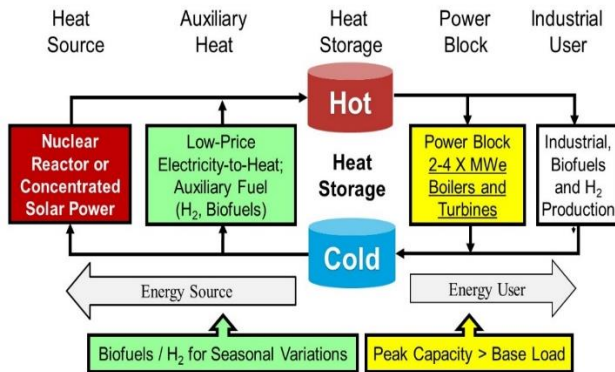 Heat
Source
Auxiliary
Heat
Heat
Storage
Power
Block
Industrial
User
Hot
Nuclear
Reactor or
Concentrated
Solar Power
Low-Price
Electricity-to-Heat;
Auxiliary Fuel
(H2, Biofuels)
Heat
Storage
Power Block
2-4 X MWe
Boilers and
Turbines
Industrial,
Biofuels
and H2
Production
Cold
Energy Source
Energy User
Biofuels / H2 for Seasonal Variations
Peak Capacity > Base Load